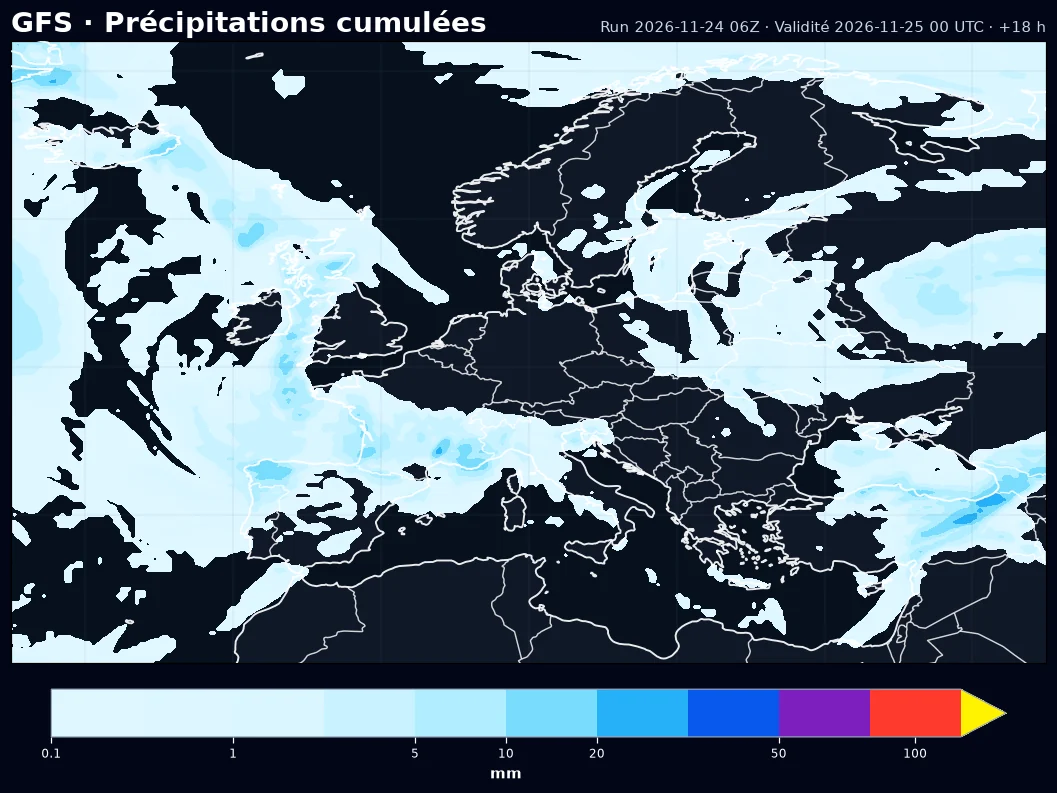 GFS · Précipitations cumulées
Run 2026-11-24 06Z · Validité 2026-11-25 00 UTC · +18 h
0.1 1 5 10 20 50 100
mm